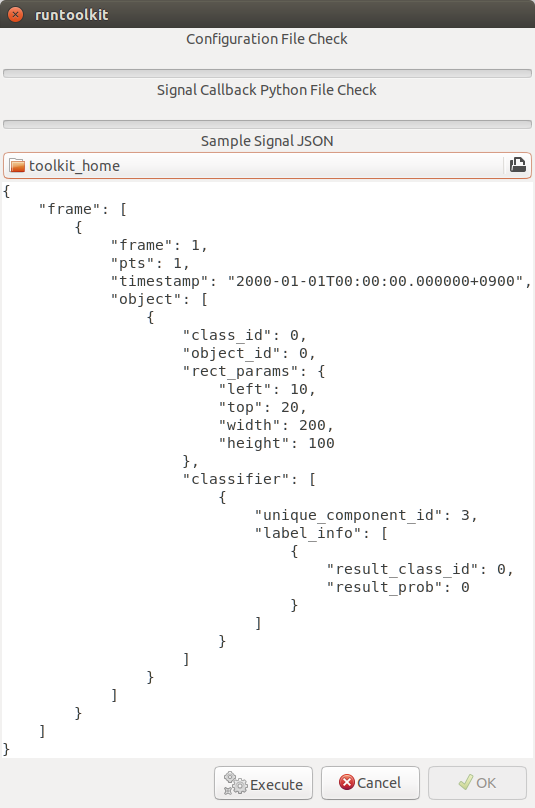 runtoolkit
Configuration File Check
Signal Callback Python File Check
Sample Signal JSON
toolkit_home
{
    "frame": [
        {
            "frame": 1,
            "pts": 1,
            "timestamp": "2000-01-01T00:00:00.000000+0900",
            "object": [
                {
                    "class_id": 0,
                    "object_id": 0,
                    "rect_params": {
                        "left": 10,
                        "top": 20,
                        "width": 200,
                        "height": 100
                    },
                    "classifier": [
                        {
                            "unique_component_id": 3,
                            "label_info": [
                                {
                                    "result_class_id": 0,
                                    "result_prob": 0
                                }
                            ]
                        }
                    ]
                }
            ]
        }
    ]
}
Execute Cancel OK